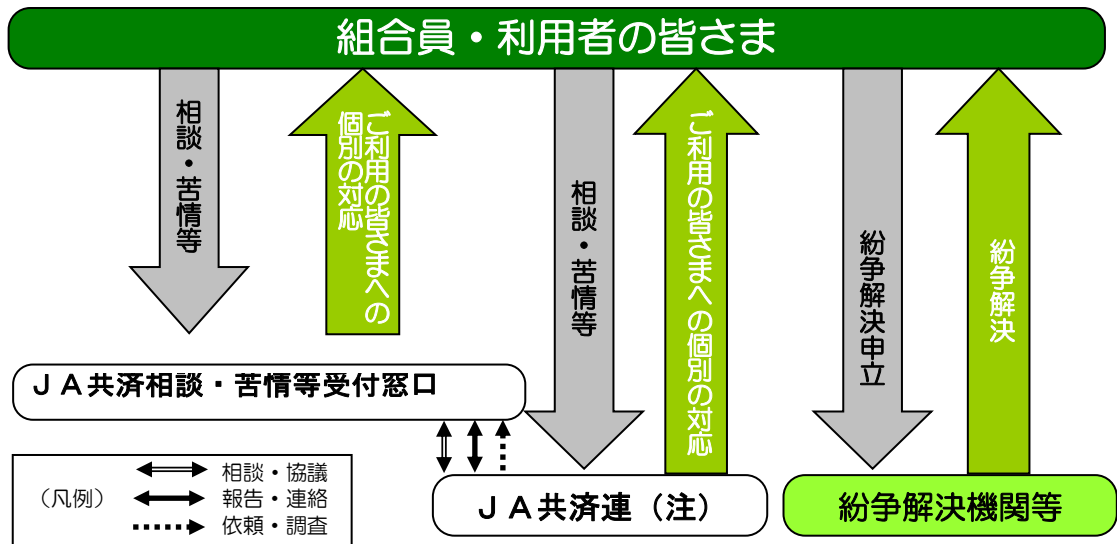 組合員・利用者の皆さま
相談・苦情等
ご利用の皆さまへの
個別の対応
相談・苦情等
ご利用の皆さまへの個別の対応
紛争解決申立
紛争解決
ＪＡ共済相談・苦情等受付窓口
（凡例）
相談・協議
報告・連絡
依頼・調査
ＪＡ共済連（注）
紛争解決機関等